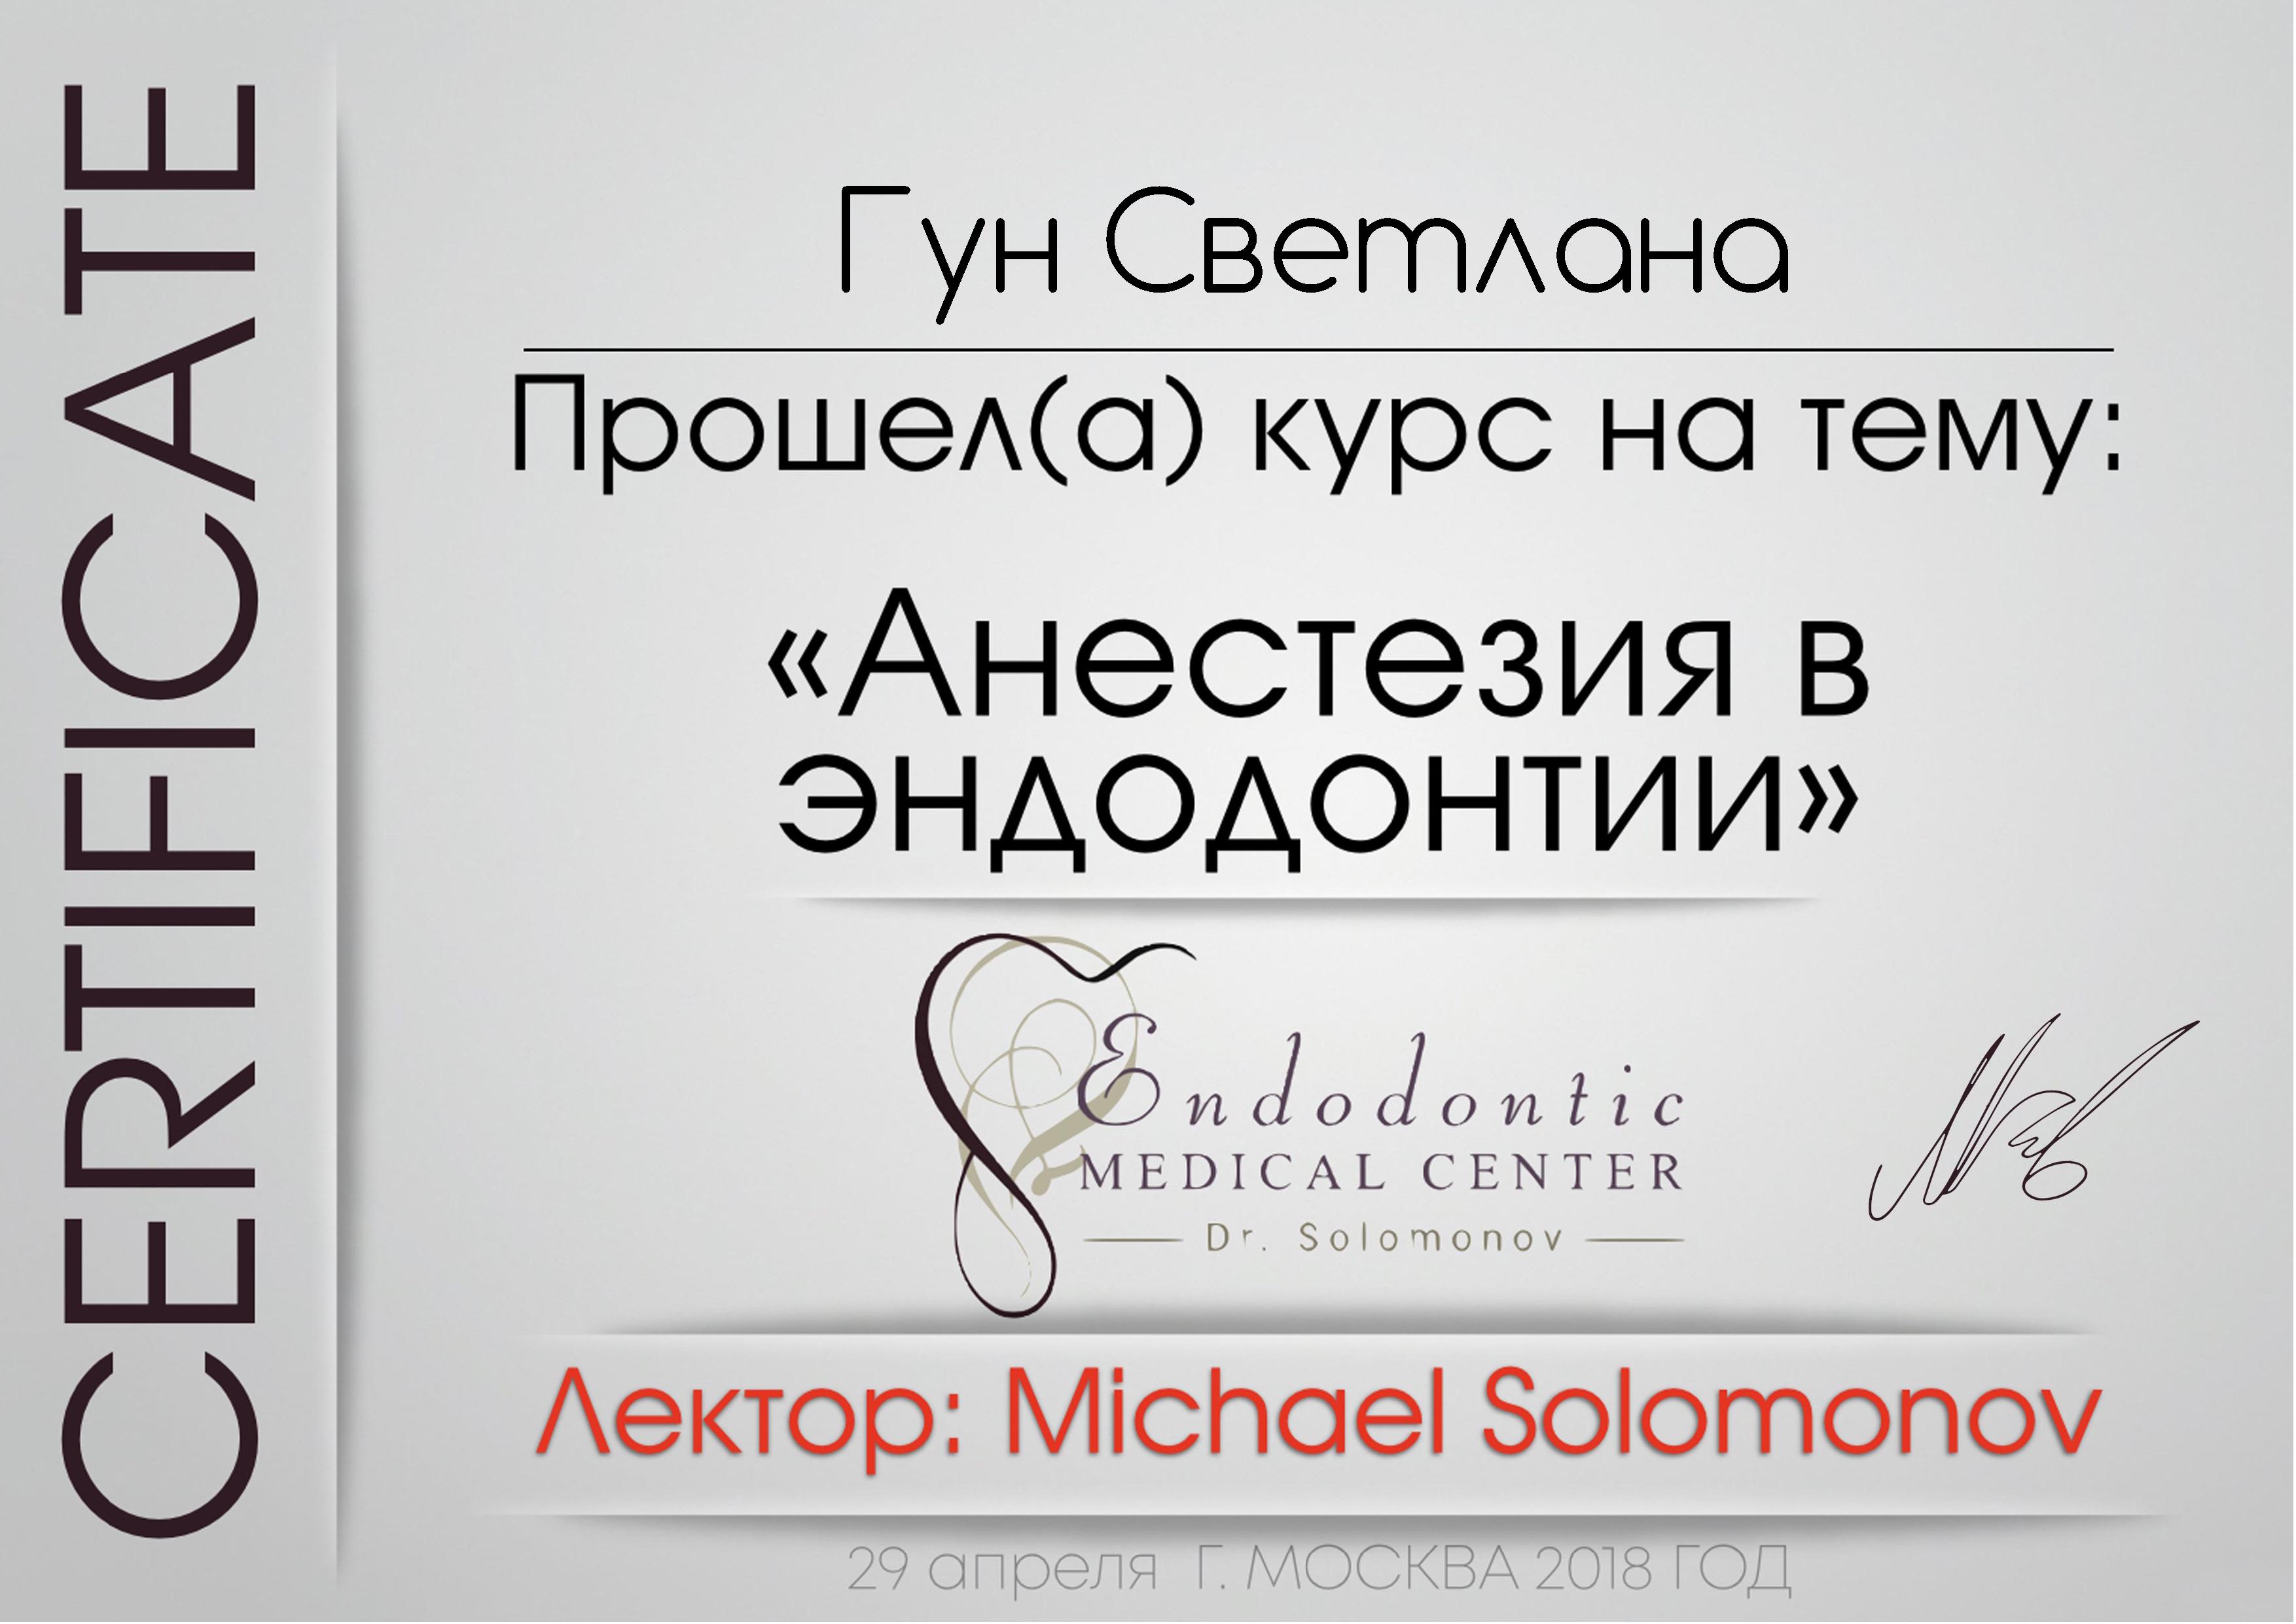 CERTIFICATE
Гун Светлана
Прошел(а) курс на тему:
«Анестезия в
эндодонтии»
Endodontic
MEDICAL CENTER
Dr. Solomonov
Лектор: Michael Solomonov
29 апреля Г. МОСКВА 2018 ГОД